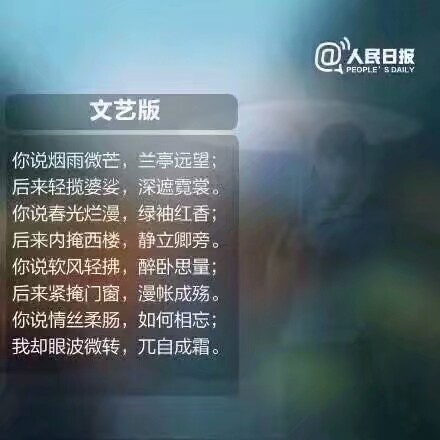 @人民日报
PEOPLE'S DAILY
文艺版
你说烟雨微芒，兰亭远望；
后来轻揽婆娑，深遮霓裳。
你说春光烂漫，绿袖红香；
后来内掩西楼，静立卿旁。
你说软风轻拂，醉卧思量；
后来紧掩门窗，漫帐成殇。
你说情丝柔肠，如何相忘；
我却眼波微转，兀自成霜。